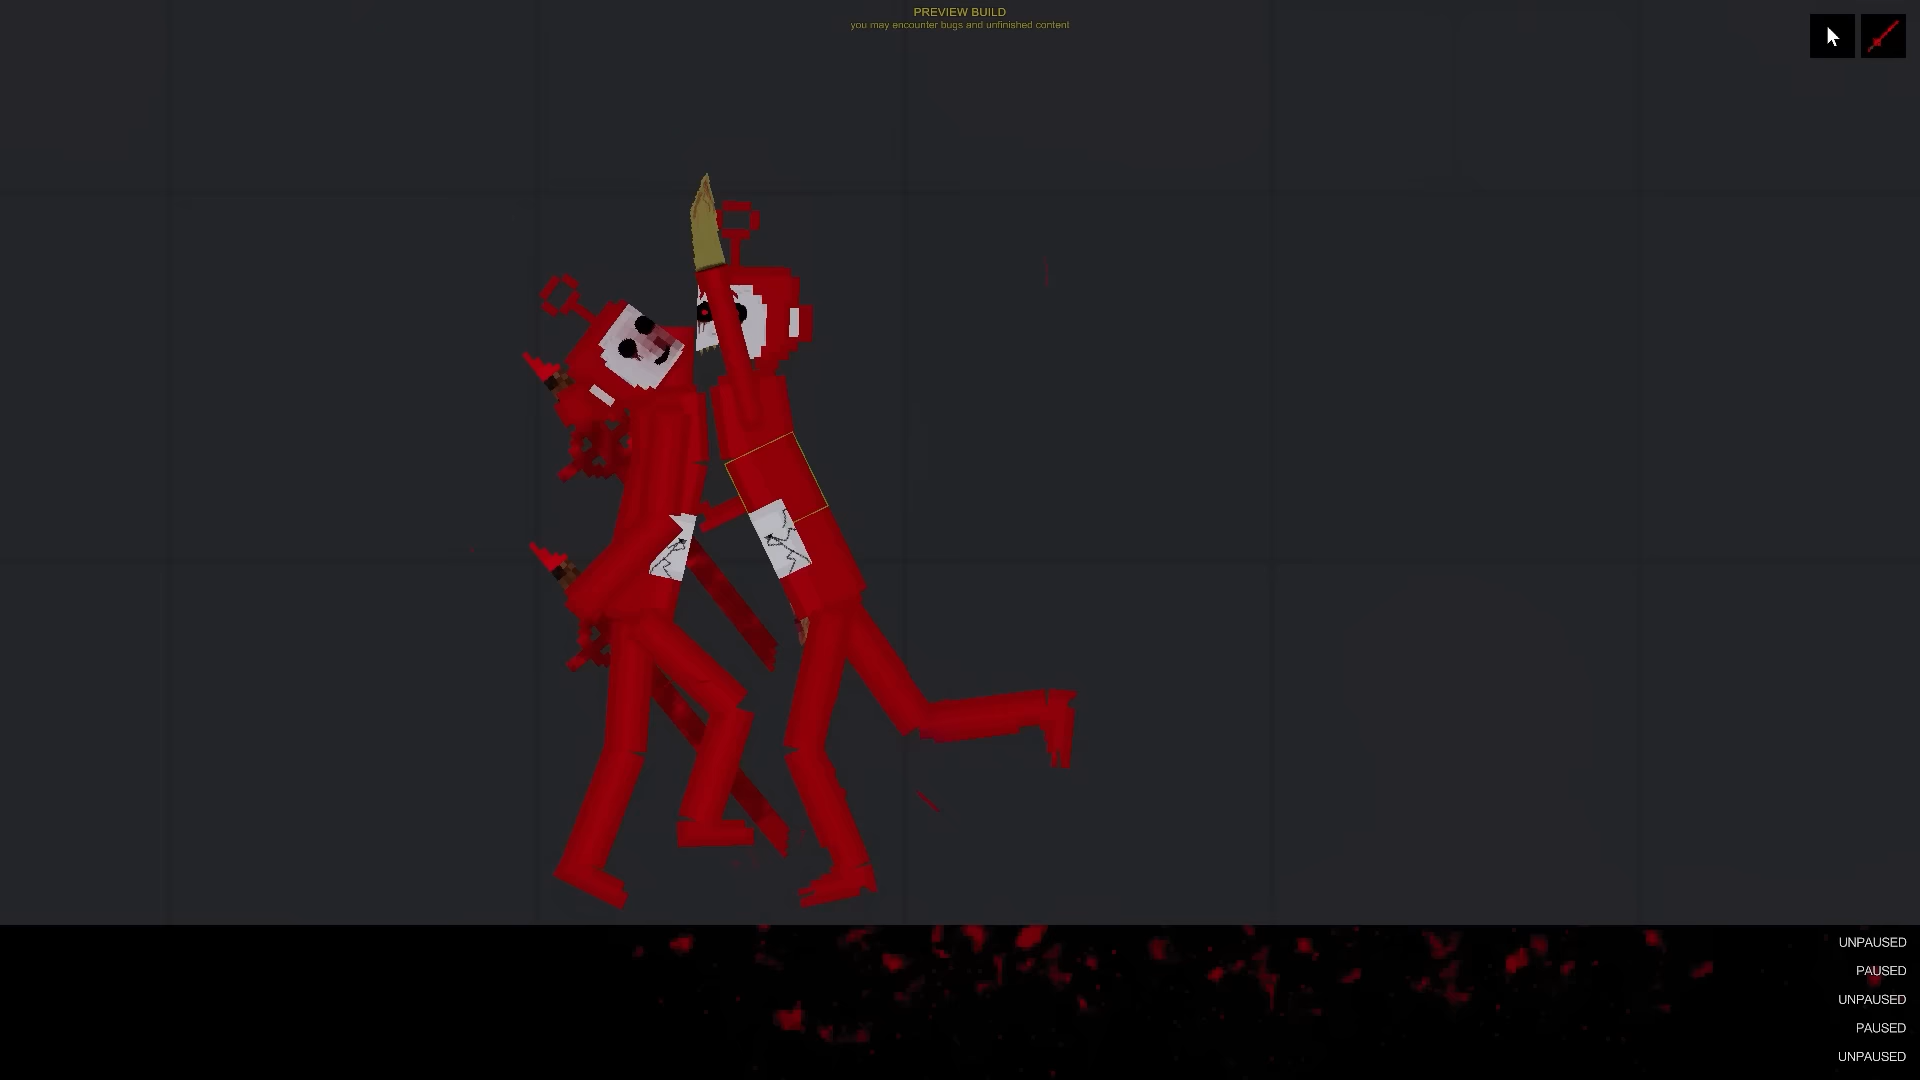 PREVIEW BUILD
you may encounter bugs and unfinished content
UNPAUSED
PAUSED
UNPAUSED
PAUSED
UNPAUSED